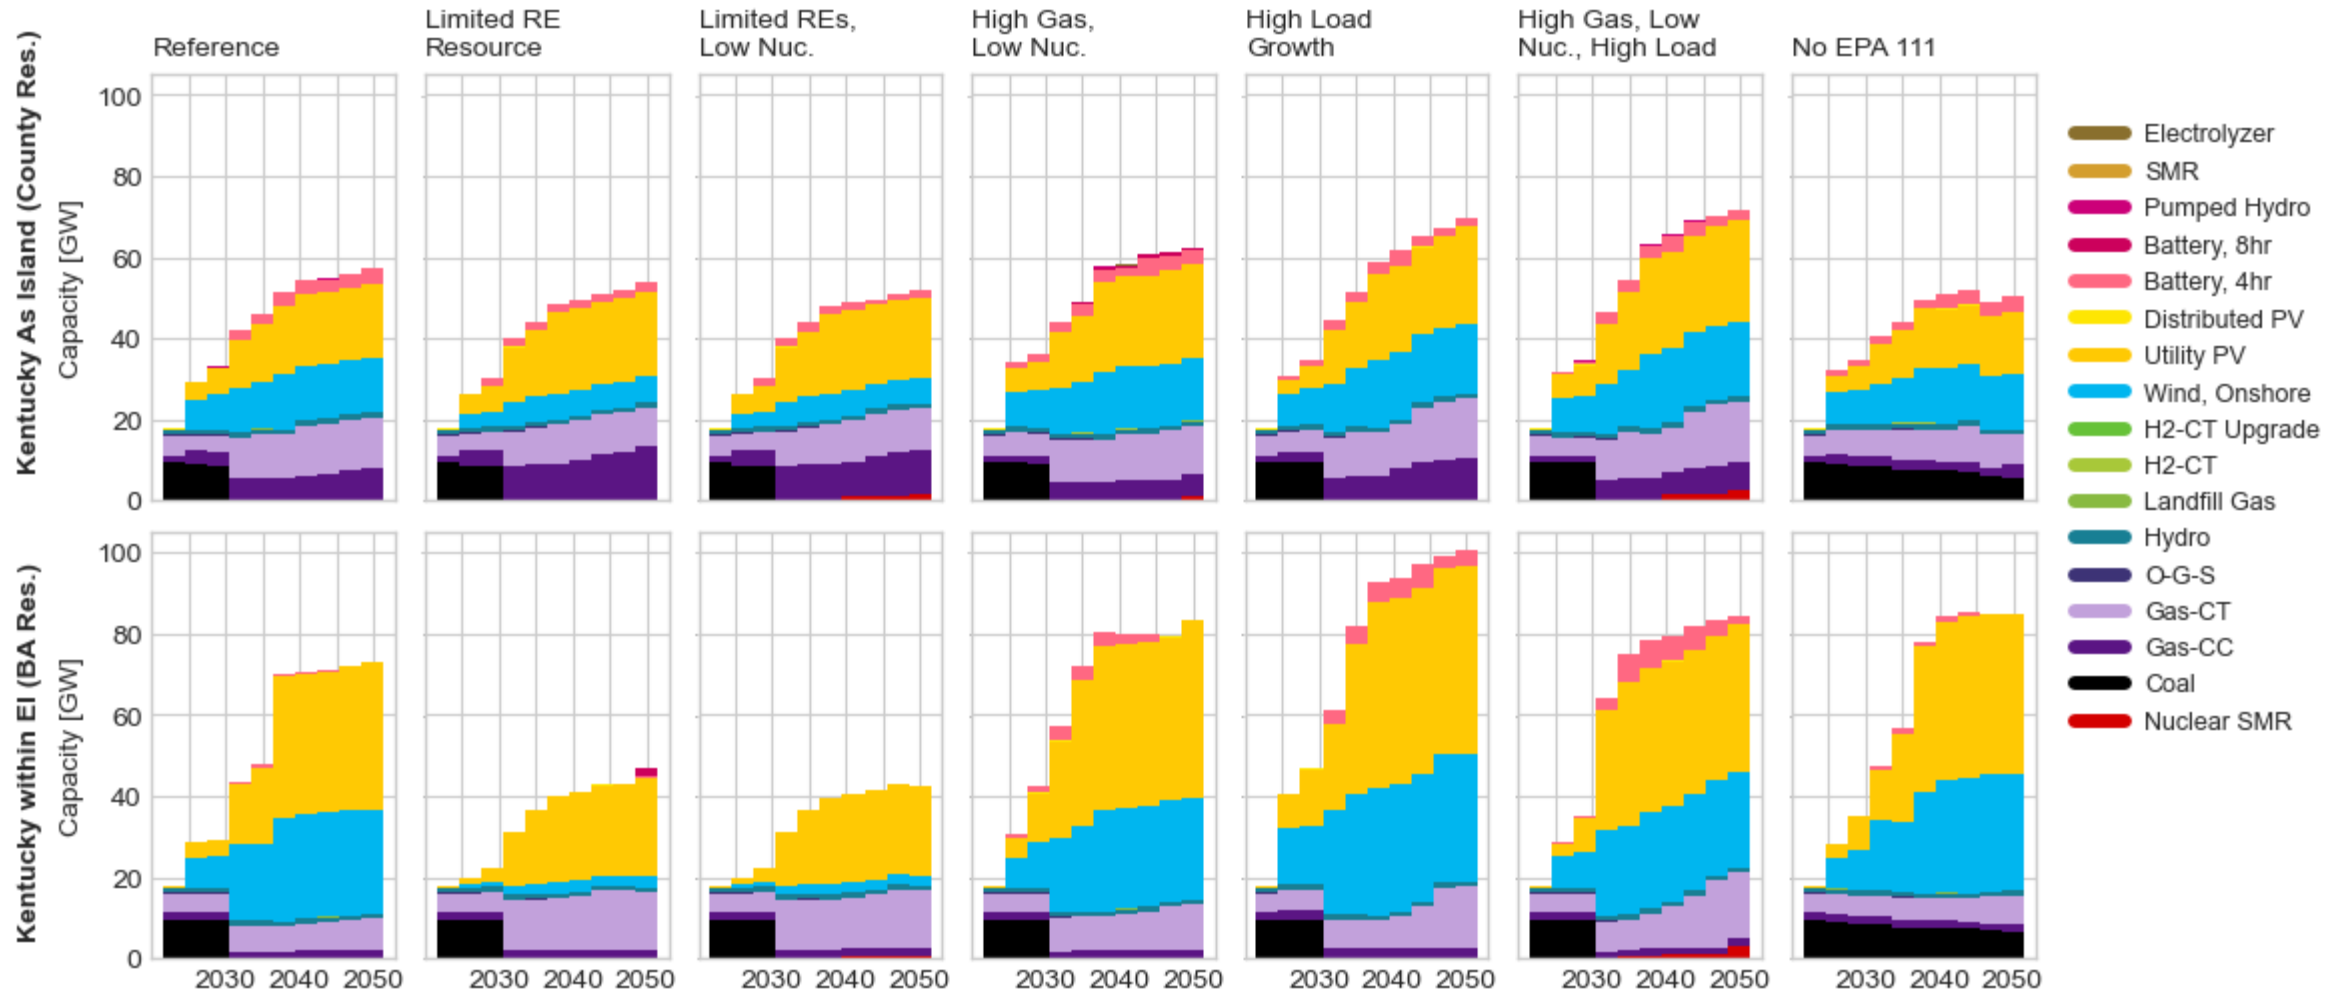 Reference
Limited RE
Resource
Limited REs,
Low Nuc.
High Gas,
Low Nuc.
High Load
Growth
High Gas, Low
Nuc., High Load
No EPA 111
Kentucky As Island (County Res.)
Capacity [GW]
100
80
60
40
20
0
Kentucky within EI (BA Res.)
Capacity [GW]
100
80
60
40
20
0
2030 2040 2050
2030 2040 2050
2030 2040 2050
2030 2040 2050
2030 2040 2050
2030 2040 2050
2030 2040 2050
Electrolyzer
SMR
Pumped Hydro
Battery, 8hr
Battery, 4hr
Distributed PV
Utility PV
Wind, Onshore
H2-CT Upgrade
H2-CT
Landfill Gas
Hydro
O-G-S
Gas-CT
Gas-CC
Coal
Nuclear SMR